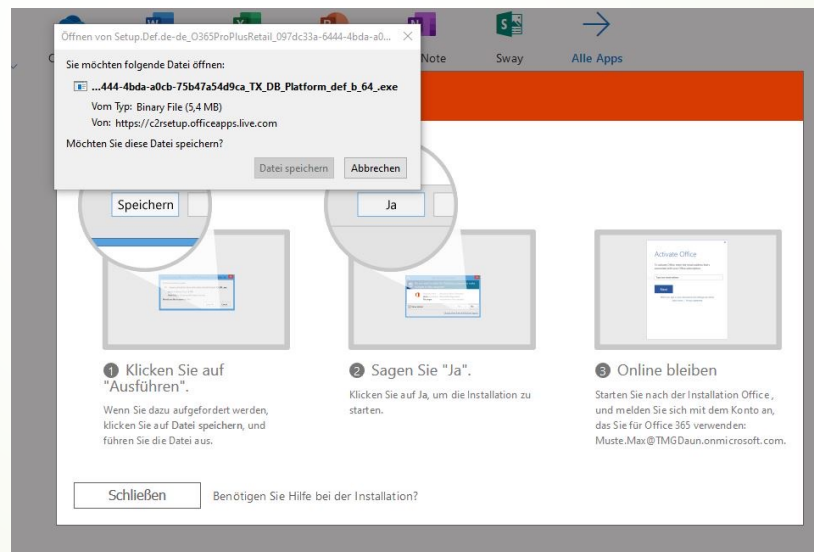 Öffnen von Setup.Def.de-de_O365ProPlusRetail_097dc33a-6444-4bda-a0...
Sie möchten folgende Datei öffnen:
...444-4bda-a0cb-75b47a54d9ca_TX_DB_Platform_def_b_64_.exe
Vom Typ: Binary File (5,4 MB)
Von: https://c2rsetup.officeapps.live.com
Möchten Sie diese Datei speichern?
Datei speichern Abbrechen
Note Sway Alle Apps
Speichern
Ja
Activate Office
1 Klicken Sie auf
"Ausführen".
Wenn Sie dazu aufgefordert werden,
klicken Sie auf Datei speichern, und
führen Sie die Datei aus.
2 Sagen Sie "Ja".
Klicken Sie auf Ja, um die Installation zu
starten.
3 Online bleiben
Starten Sie nach der Installation Office,
und melden Sie sich mit dem Konto an,
das Sie für Office 365 verwenden:
Muste.Max@TMGDaun.onmicrosoft.com.
Schließen Benötigen Sie Hilfe bei der Installation?